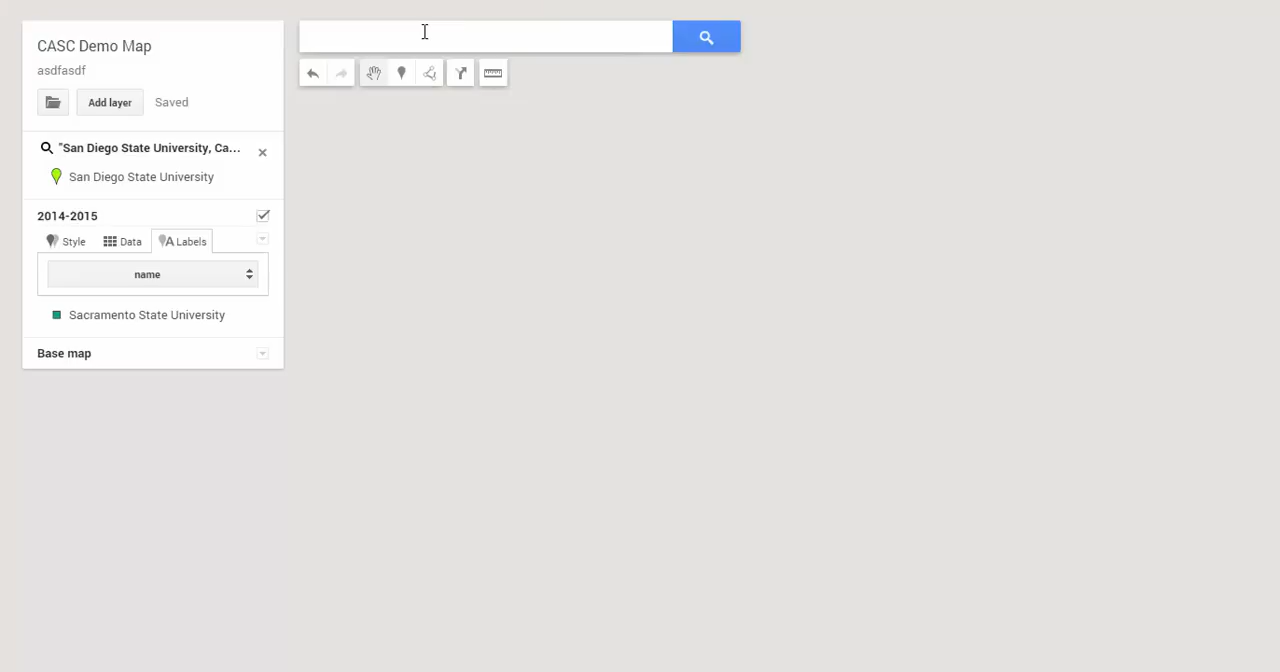 CASC Demo Map
asdfasdf
Add layer Saved
"San Diego State University, Ca...
San Diego State University
2014-2015
Style Data A Labels
name
Sacramento State University
Base map